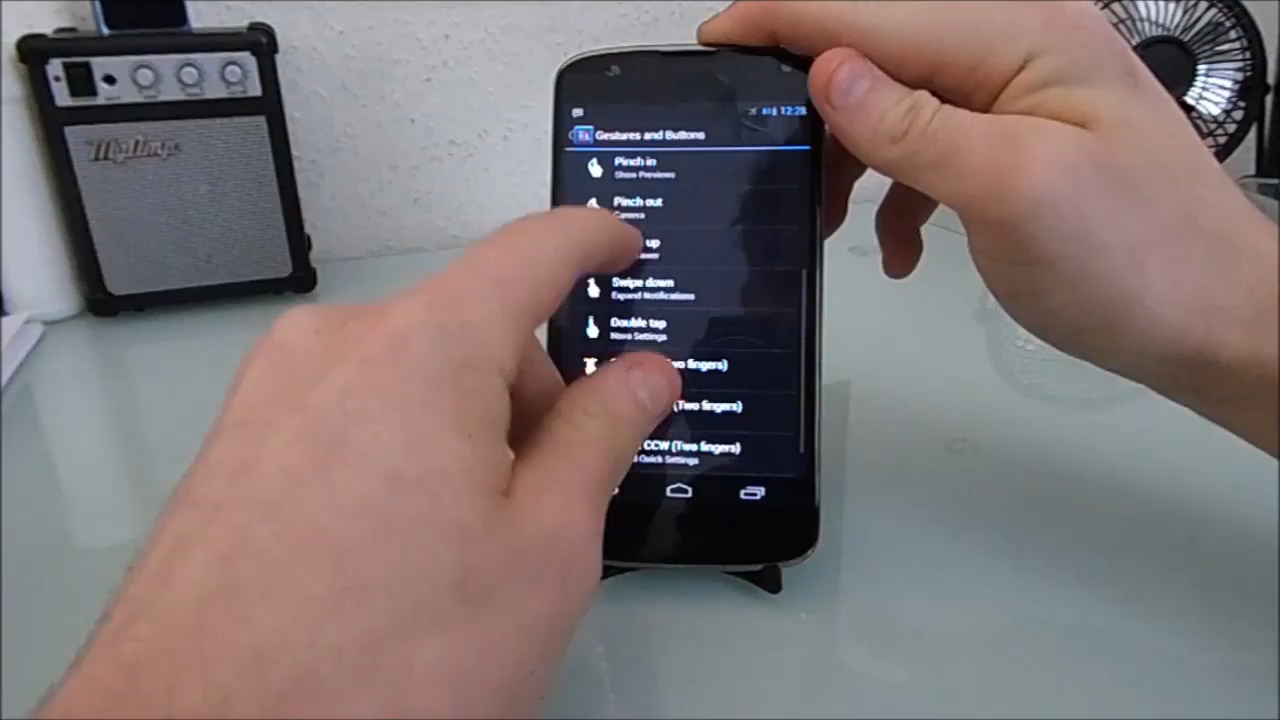 Mp3Amp
12:28
Gestures and Buttons
Pinch in
Show Previews
Pinch out
Camera
up
Swipe down
Expand Notifications
Double tap
Nova Settings
fingers)
(Two fingers)
CCW (Two fingers)
Quick Settings